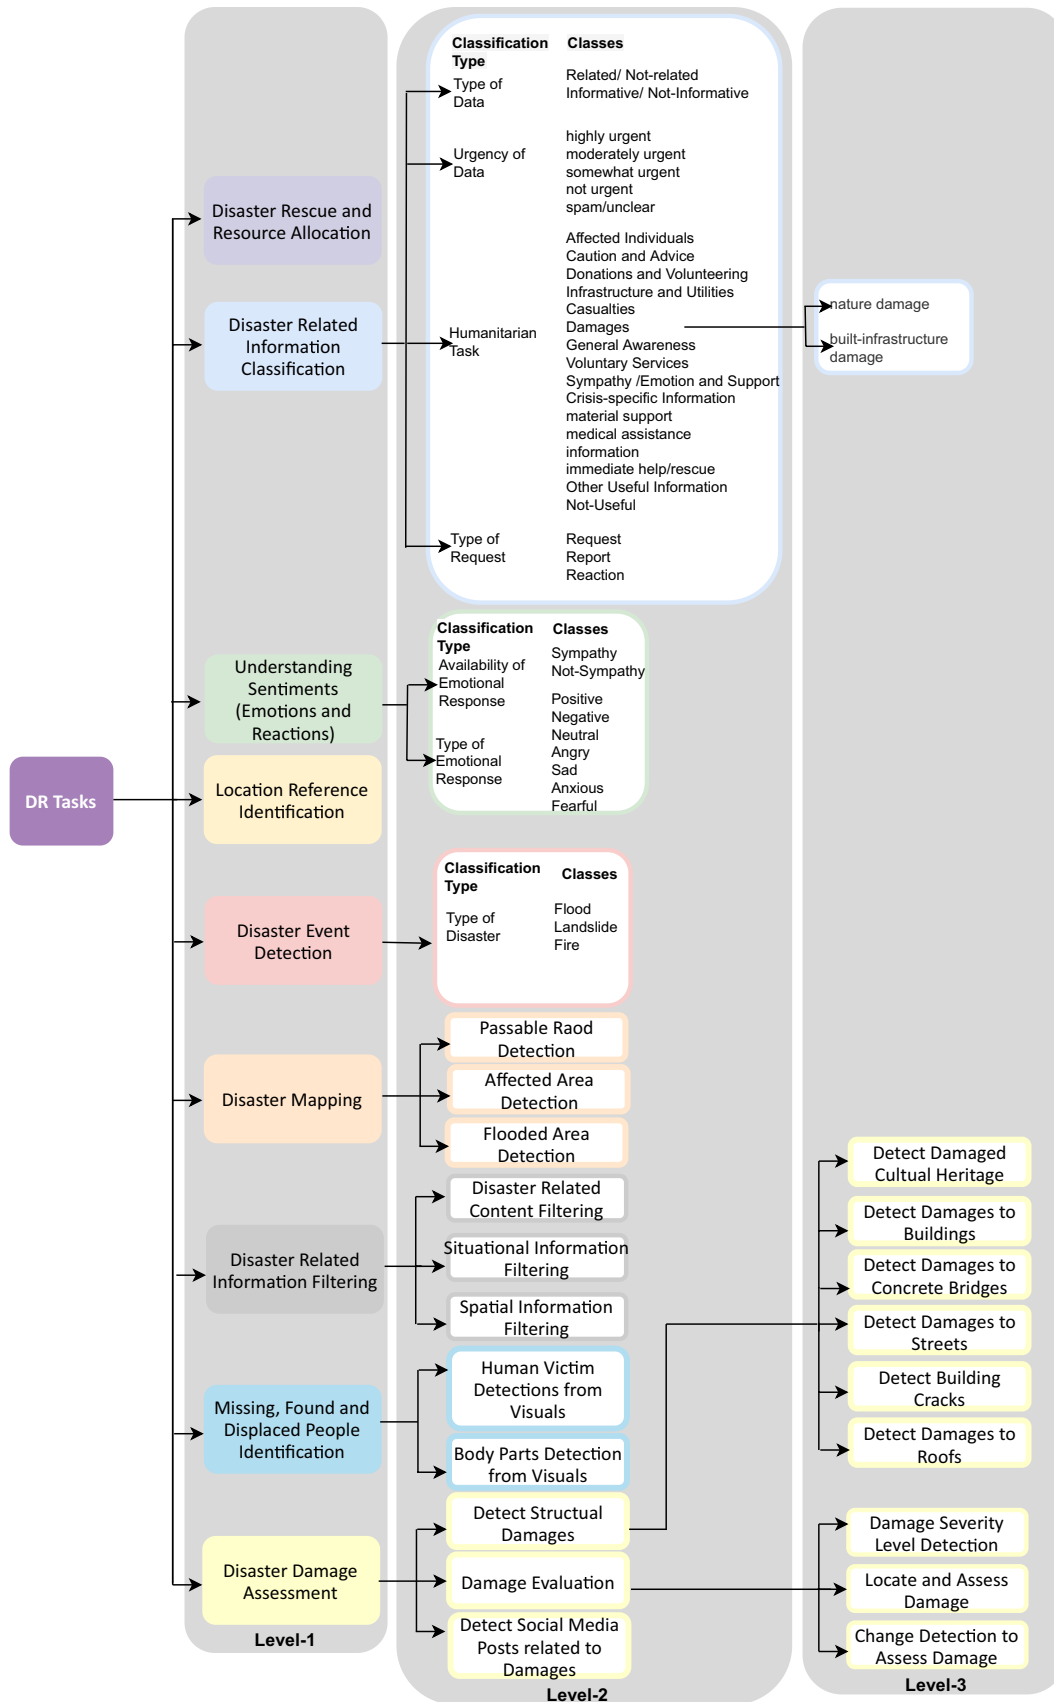 DR Tasks
Disaster Rescue and
Resource Allocation
Disaster Related
Information
Classification
Understanding
Sentiments
(Emotions and
Reactions)
Location Reference
Identification
Disaster Event
Detection
Disaster Mapping
Disaster Related
Information Filtering
Missing, Found and
Displaced People
Identification
Disaster Damage
Assessment
Level-1
Classification
Type
Classes
Type of
Data
Related/ Not-related
Informative/ Not-Informative
Urgency of
Data
highly urgent
moderately urgent
somewhat urgent
not urgent
spam/unclear
Humanitarian
Task
Affected Individuals
Caution and Advice
Donations and Volunteering
Infrastructure and Utilities
Casualties
Damages
General Awareness
Voluntary Services
Sympathy /Emotion and Support
Crisis-specific Information
material support
medical assistance
information
immediate help/rescue
Other Useful Information
Not-Useful
Type of
Request
Request
Report
Reaction
Classification
Type
Classes
Availability of
Emotional
Response
Sympathy
Not-Sympathy
Type of
Emotional
Response
Positive
Negative
Neutral
Angry
Sad
Anxious
Fearful
Classification
Type
Classes
Type of
Disaster
Flood
Landslide
Fire
Passable Raod
Detection
Affected Area
Detection
Flooded Area
Detection
Disaster Related
Content Filtering
Situational Information
Filtering
Spatial Information
Filtering
Human Victim
Detections from
Visuals
Body Parts Detection
from Visuals
Detect Structual
Damages
Damage Evaluation
Detect Social Media
Posts related to
Damages
Level-2
nature damage
built-infrastructure
damage
Detect Damaged
Cultual Heritage
Detect Damages to
Buildings
Detect Damages to
Concrete Bridges
Detect Damages to
Streets
Detect Building
Cracks
Detect Damages to
Roofs
Damage Severity
Level Detection
Locate and Assess
Damage
Change Detection to
Assess Damage
Level-3